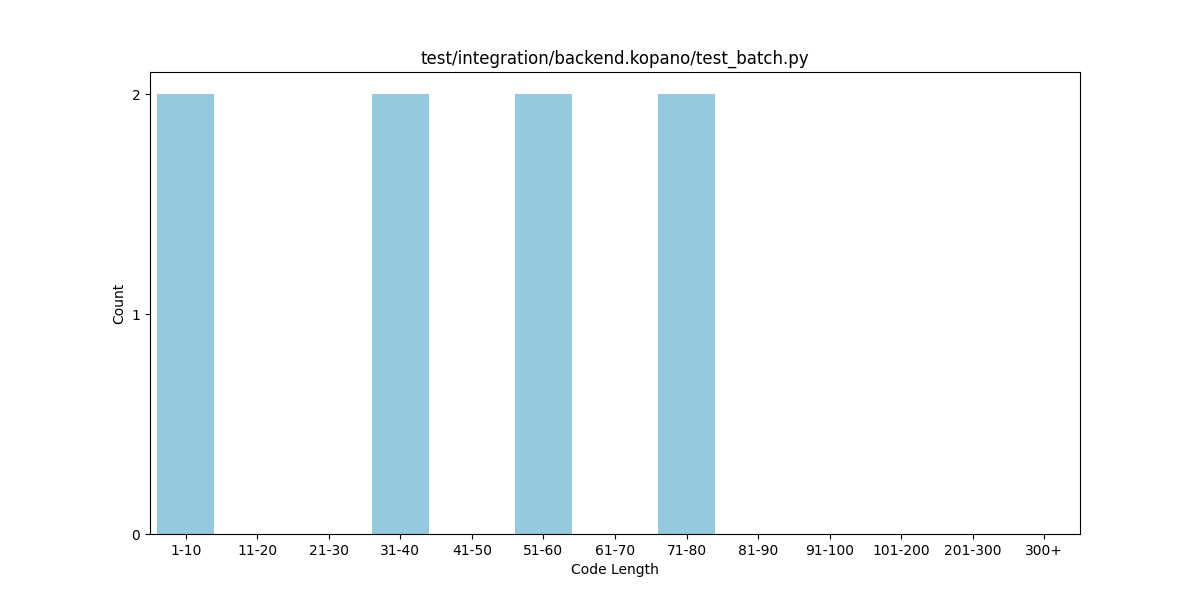 test/integration/backend.kopano/test_batch.py
Count
2
1
0
1-10 11-20 21-30 31-40 41-50 51-60 61-70 71-80 81-90 91-100 101-200 201-300 300+
Code Length